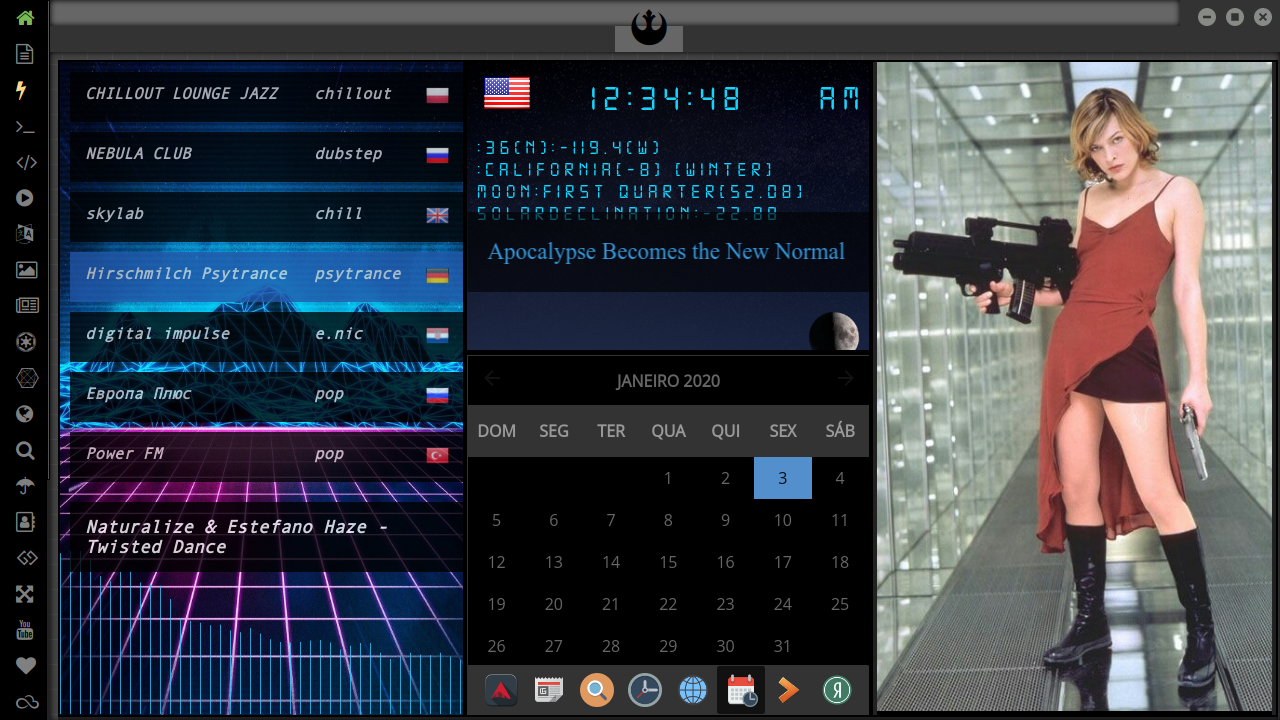 CHILLOUT LOUNGE JAZZ chillout
NEBULA CLUB dubstep
skylab chill
Hirschmilch Psytrance psytrance
digital impulse e.nic
Европа Плюс pop
Power FM pop
Naturalize & Estefano Haze -
Twisted Dance
12:34:48 AM
:36(N):-119.4(W)
:CALIFORNIA(-8) (WINTER)
MOON:FIRST QUARTER(52.08)
SOLARDECLINATION:-22.88
Apocalypse Becomes the New Normal
JANEIRO 2020
DOM SEG TER QUA QUI SEX SÁB
1 2 3 4
5 6 7 8 9 10 11
12 13 14 15 16 17 18
19 20 21 22 23 24 25
26 27 28 29 30 31
You
Tube